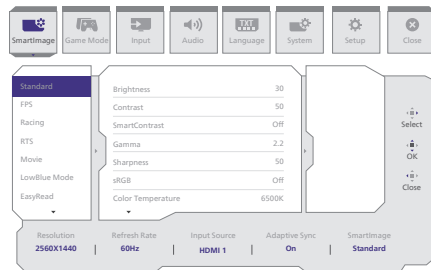 SmartImage
Game Mode
Input
Audio
TXT
Language
System
Setup
Close
Standard
FPS
Racing
RTS
Movie
LowBlue Mode
EasyRead
Brightness 30
Contrast 50
SmartContrast Off
Gamma 2.2
Sharpness 50
sRGB Off
Color Temperature 6500K
Select
OK
Close
Resolution Refresh Rate Input Source Adaptive Sync SmartImage
2560X1440 | 60Hz | HDMI 1 | On | Standard